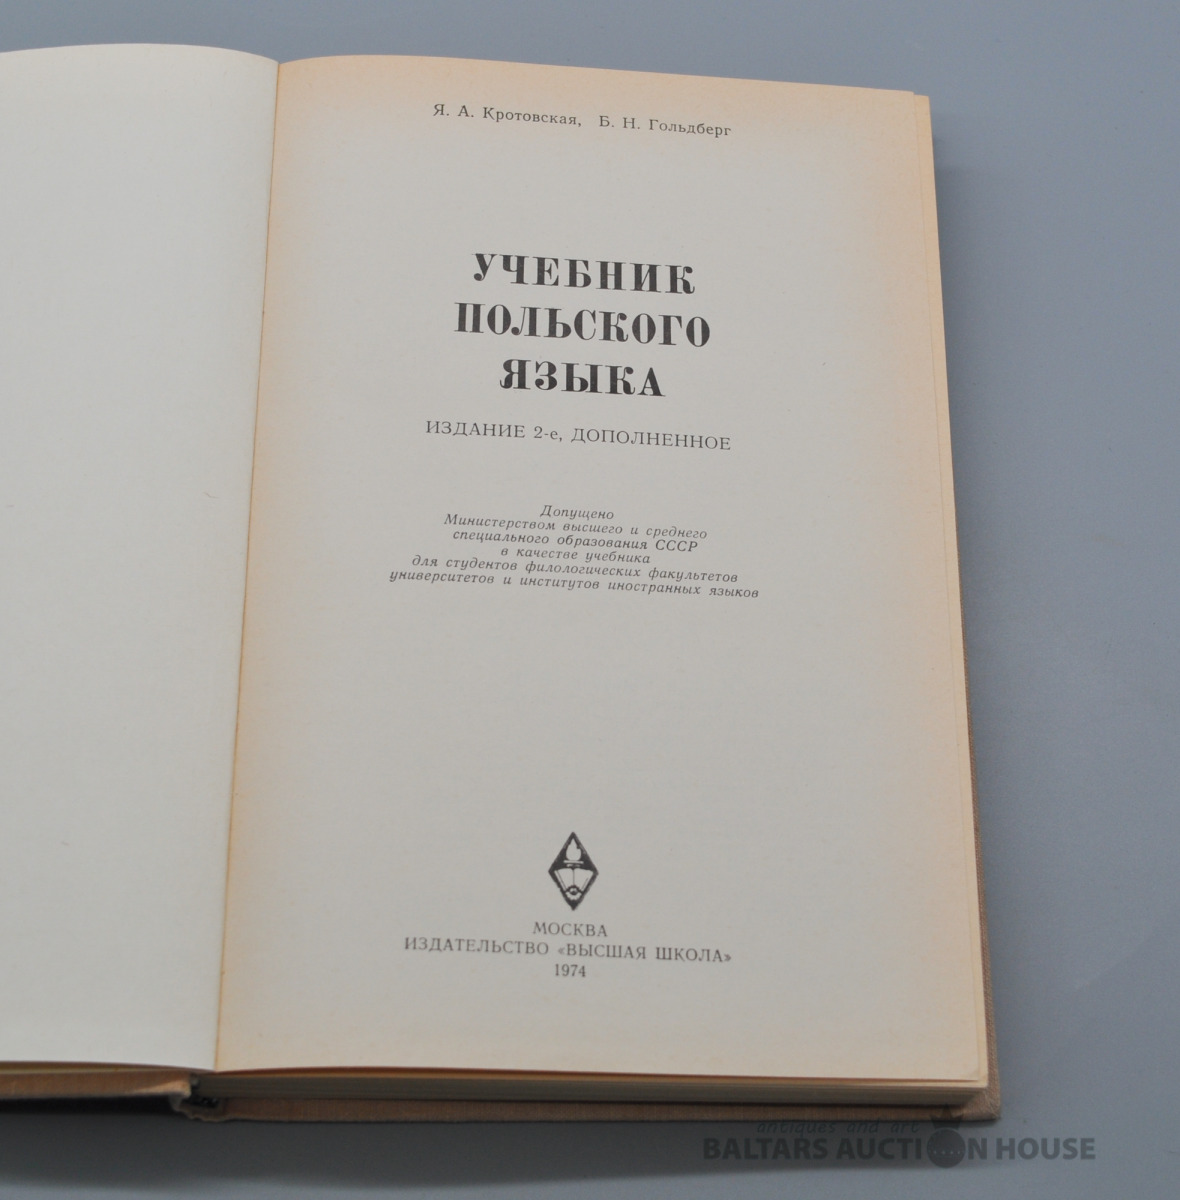 Я. А. Кротовская, Б. Н. Гольдберг
УЧЕБНИК
ПОЛЬСКОГО
ЯЗЫКА
ИЗДАНИЕ 2-е, ДОПОЛНЕННОЕ
Допущено
Министерством высшего и среднего
специального образования СССР
в качестве учебника
для студентов филологических факультетов
университетов и институтов иностранных языков
МОСКВА
ИЗДАТЕЛЬСТВО «ВЫСШАЯ ШКОЛА»
1974
antiques and art
BALTARS AUCTION HOUSE